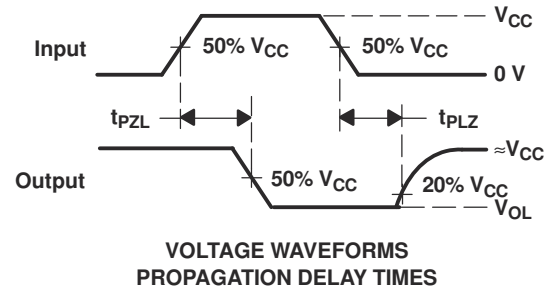 VCC
Input
50% VCC
50% VCC
0 V
tPZL
tPLZ
≈VCC
Output
50% VCC
20% VCC
VOL
VOLTAGE WAVEFORMS
PROPAGATION DELAY TIMES